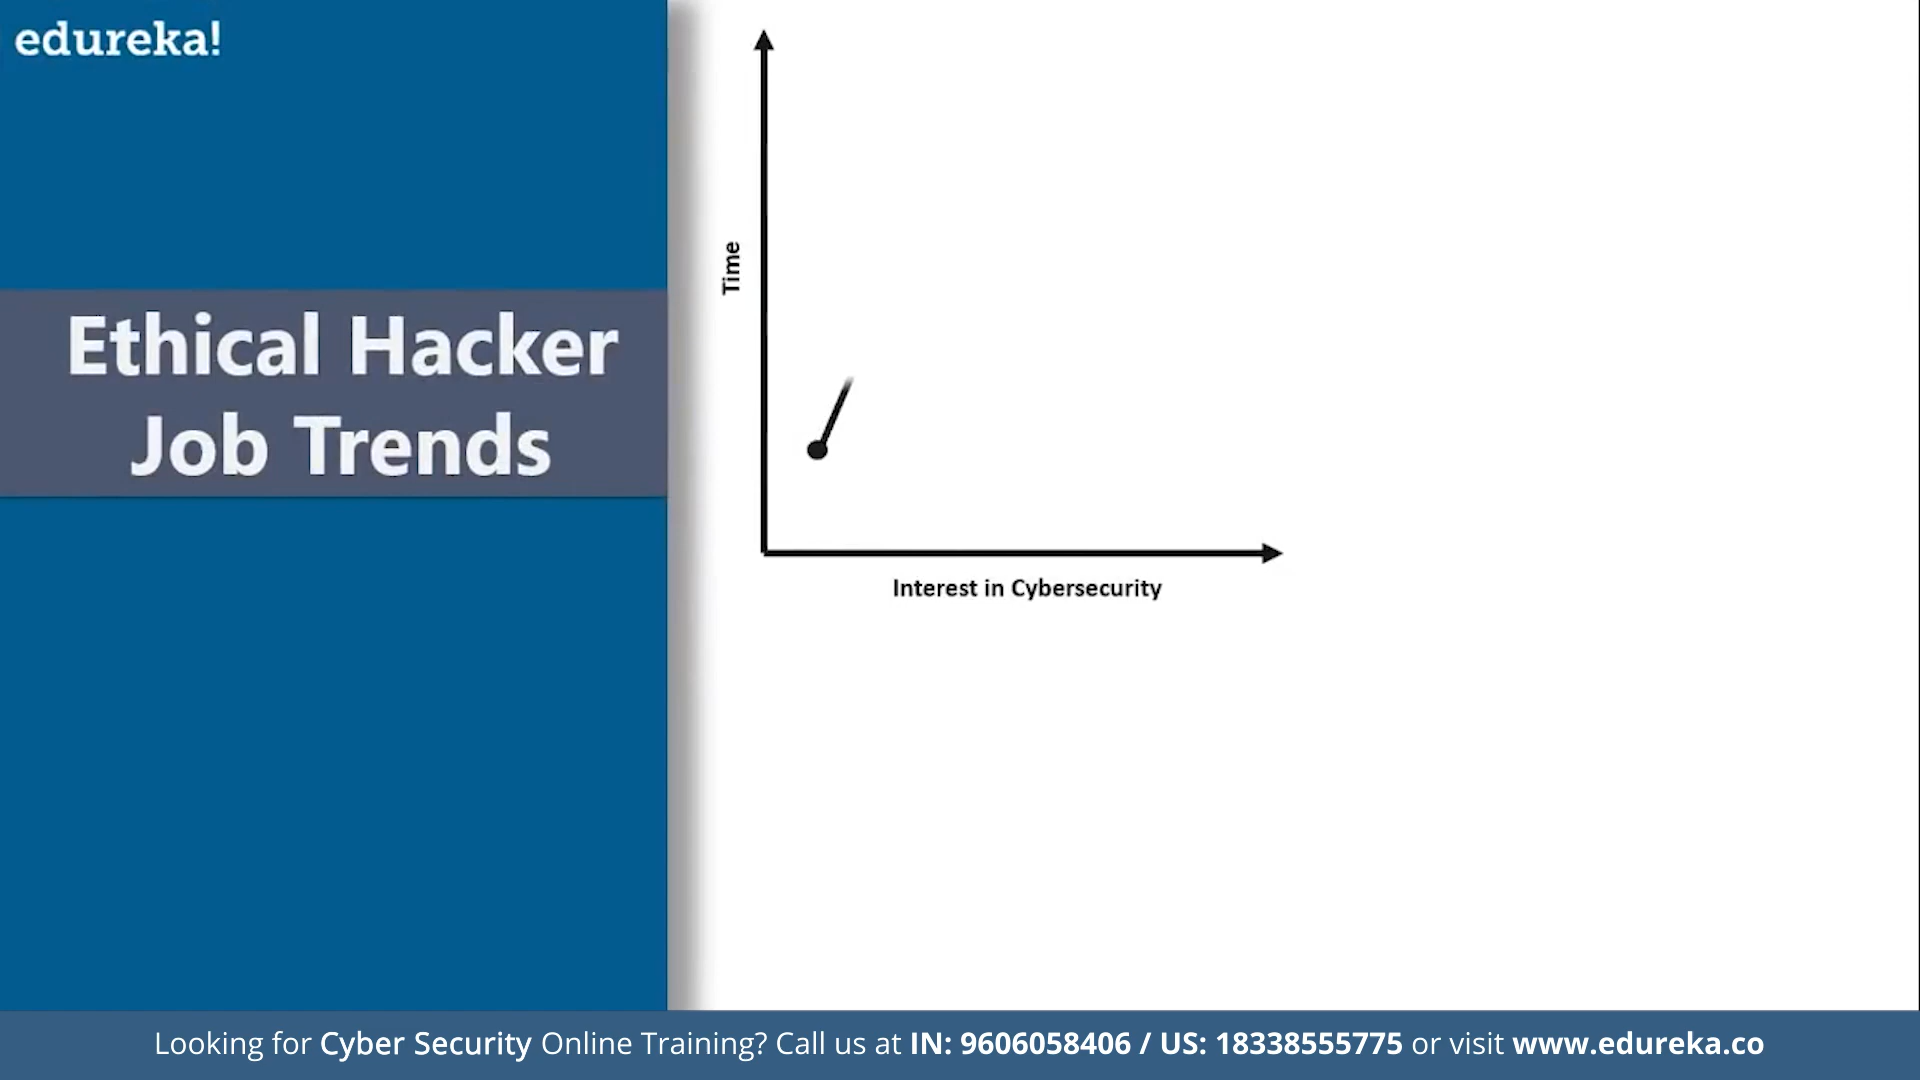 edureka!
Ethical Hacker
Job Trends
Time
Interest in Cybersecurity
Looking for Cyber Security Online Training? Call us at IN: 9606058406 / US: 18338555775 or visit www.edureka.co